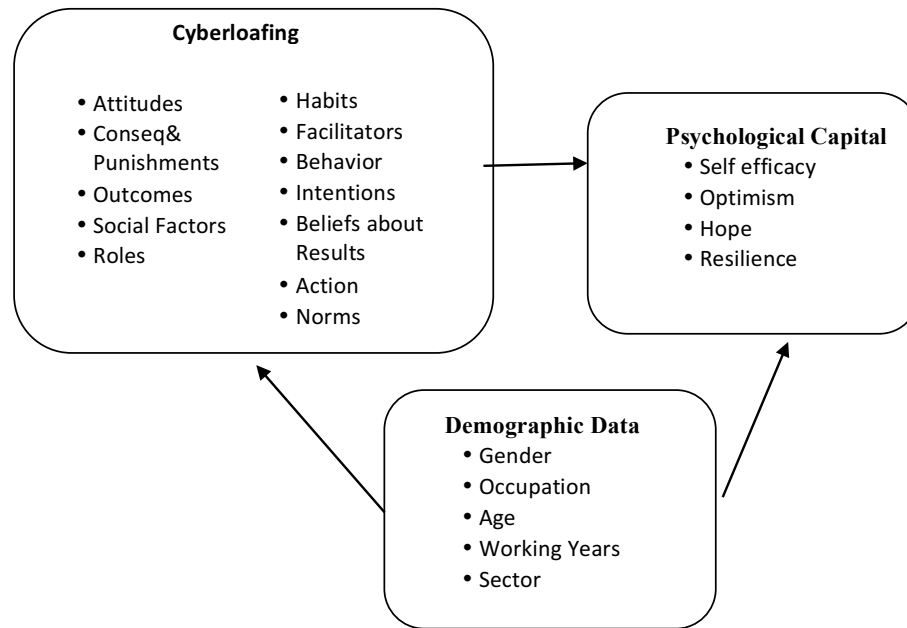 Cyberloafing
• Attitudes
• Conseq&
Punishments
• Outcomes
• Social Factors
• Roles
• Habits
• Facilitators
• Behavior
• Intentions
• Beliefs about
Results
• Action
• Norms
Psychological Capital
• Self efficacy
• Optimism
• Hope
• Resilience
Demographic Data
• Gender
• Occupation
• Age
• Working Years
• Sector